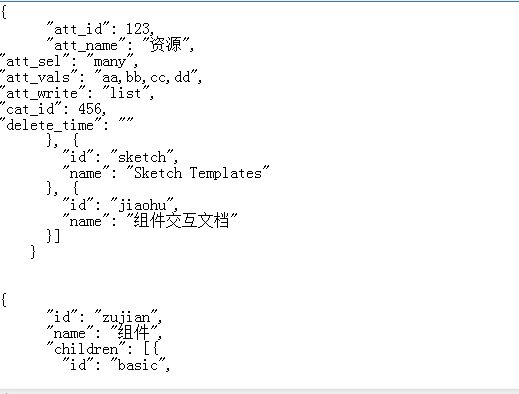 {
"att_id": 123,
"att_name": "资源",
"att_sel": "many",
"att_vals": "aa,bb,cc,dd",
"att_write": "list",
"cat_id": 456,
"delete_time": ""
}, {
"id": "sketch",
"name": "Sketch Templates"
}, {
"id": "jiaohu",
"name": "组件交互文档"
}]
}
{
"id": "zujian",
"name": "组件",
"children": [{
"id": "basic",